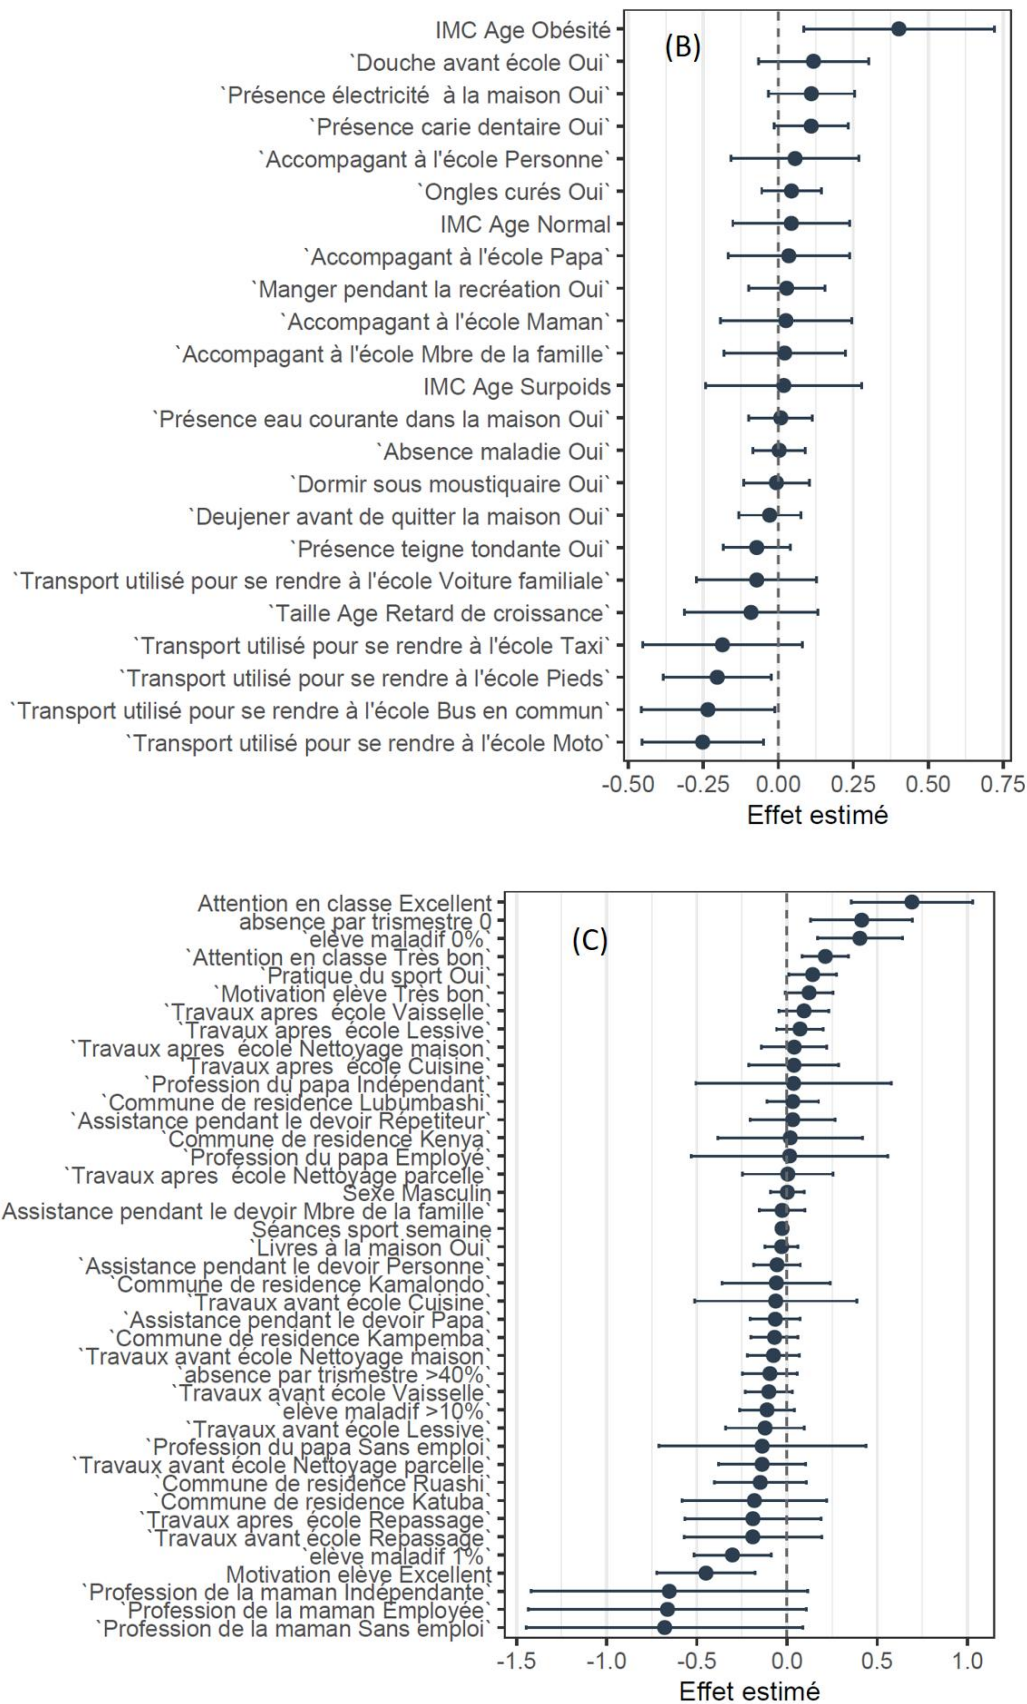 (B)
IMC Age Obésité
`Douche avant école Oui`
`Présence électricité  à la maison Oui`
`Présence carie dentaire Oui`
`Accompagant à l'école Personne`
`Ongles curés Oui`
IMC Age Normal
`Accompagant à l'école Papa`
`Manger pendant la recréation Oui`
`Accompagant à l'école Maman`
`Accompagant à l'école Mbre de la famille`
IMC Age Surpoids
`Présence eau courante dans la maison Oui`
`Absence maladie Oui`
`Dormir sous moustiquaire Oui`
`Deujener avant de quitter la maison Oui`
`Présence teigne tondante Oui`
`Transport utilisé pour se rendre à l'école Voiture familiale`
`Taille Age Retard de croissance`
`Transport utilisé pour se rendre à l'école Taxi`
`Transport utilisé pour se rendre à l'école Pieds`
`Transport utilisé pour se rendre à l'école Bus en commun`
`Transport utilisé pour se rendre à l'école Moto`
-0.50 -0.25 0.00 0.25 0.50 0.75
Effet estimé
(C)
Attention en classe Excellent
absence par trismestre 0
`elève maladif 0%`
`Attention en classe Très bon`
`Pratique du sport Oui`
`Motivation elève Très bon`
`Travaux apres  école Vaisselle`
`Travaux apres  école Lessive`
`Travaux apres  école Nettoyage maison`
`Travaux apres  école Cuisine`
`Profession du papa Indépendant`
`Commune de residence Lubumbashi`
`Assistance pendant le devoir Répetiteur`
`Commune de residence Kenya`
`Profession du papa Employé`
`Travaux apres  école Nettoyage parcelle`
Sexe Masculin
Assistance pendant le devoir Mbre de la famille`
Séances sport semaine
`Livres à la maison Oui`
`Assistance pendant le devoir Personne`
`Commune de residence Kamalondo`
`Travaux avant école Cuisine`
`Assistance pendant le devoir Papa`
`Commune de residence Kampemba`
`Travaux avant école Nettoyage maison`
`absence par trismestre >40%`
`Travaux avant école Vaisselle`
`elève maladif >10%`
`Travaux avant école Lessive`
`Profession du papa Sans emploi`
`Travaux avant école Nettoyage parcelle`
`Commune de residence Ruashi`
`Commune de residence Katuba`
`Travaux apres  école Repassage`
`Travaux avant école Repassage`
`elève maladif 1%`
Motivation elève Excellent
`Profession de la maman Indépendante`
`Profession de la maman Employée`
`Profession de la maman Sans emploi`
-1.5 -1.0 -0.5 0.0 0.5 1.0
Effet estimé